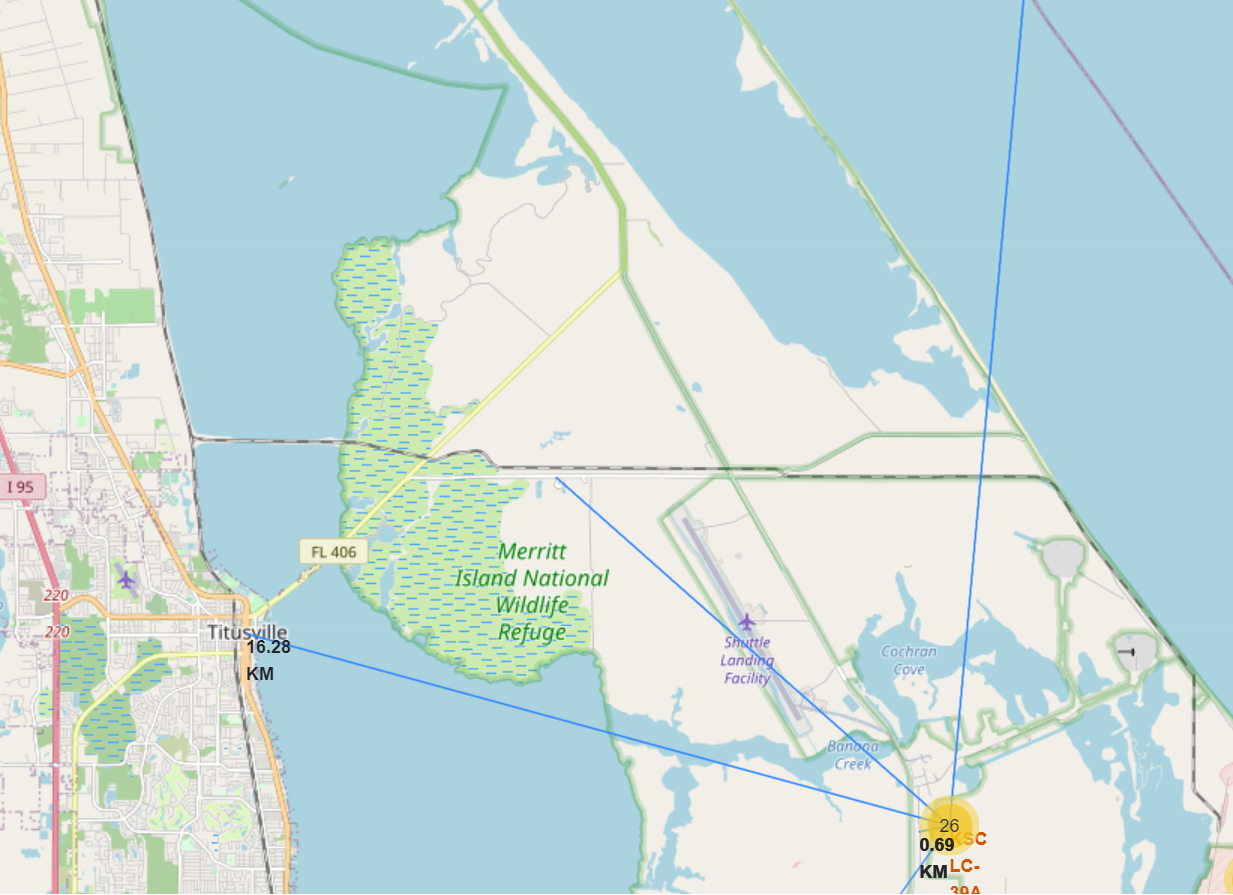 I 95
FL 406
Merritt
Island National
Wildlife
Refuge
220
220
Titusville
16.28
KM
Shuttle
Landing
Facility
Cochran
Cove
Banana
Creek
26
KSC
0.69
KM
LC-
39A